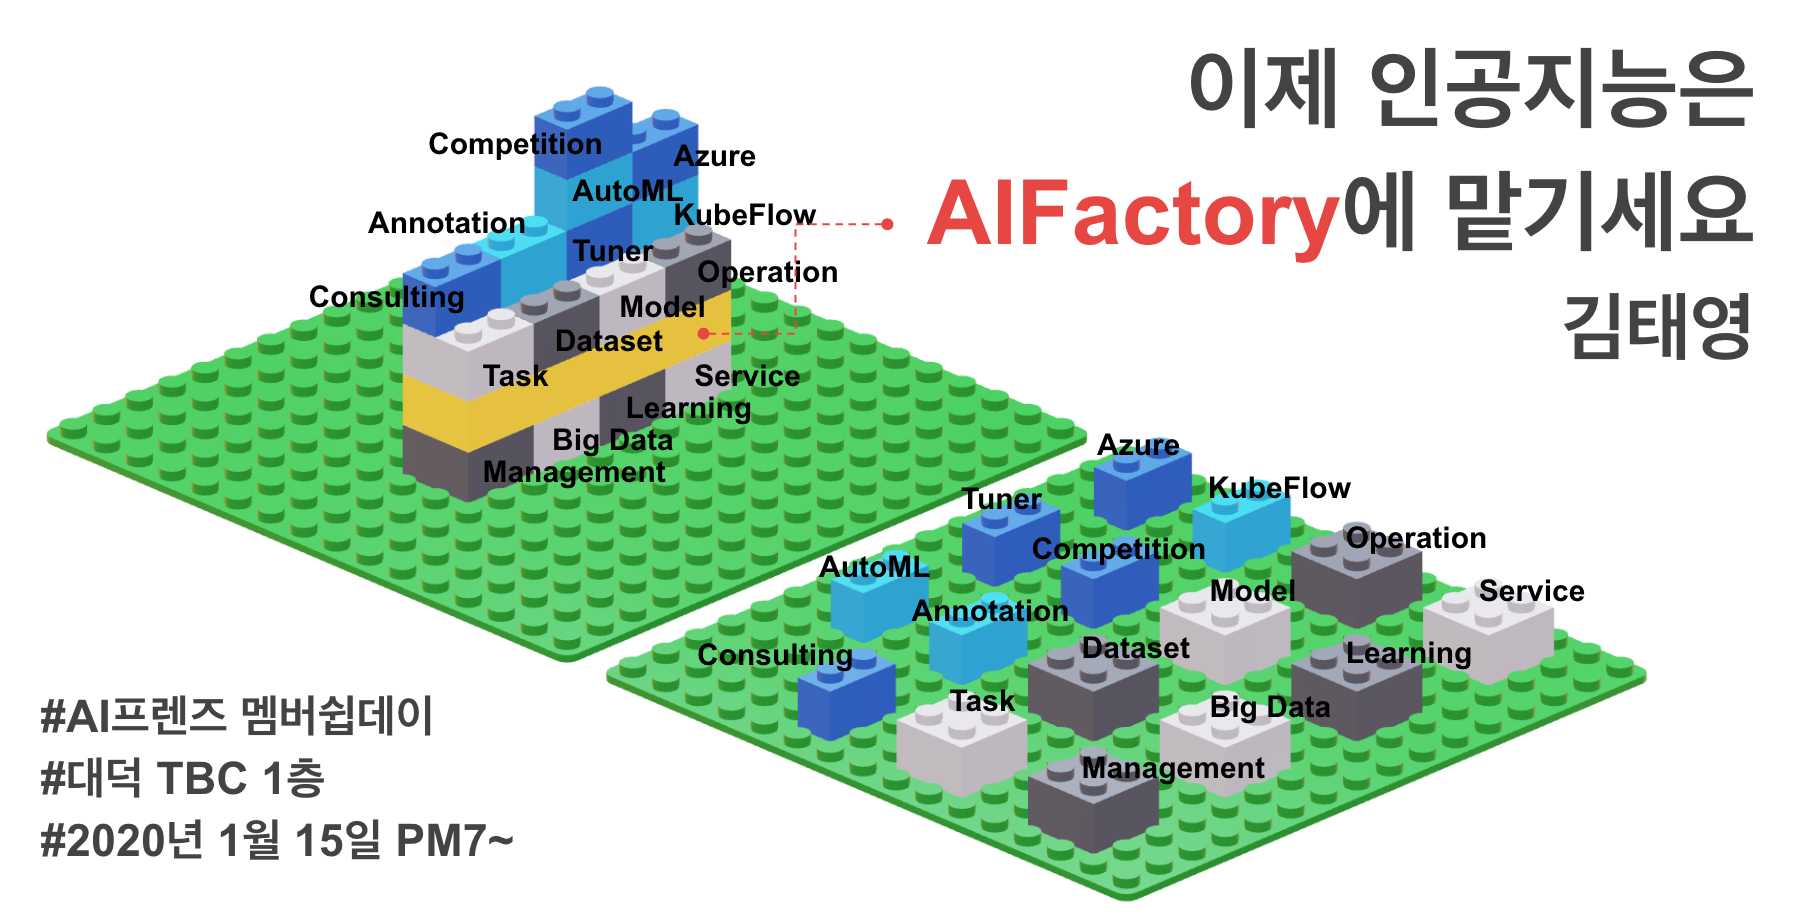 이제 인공지능은
AIFactory에 맡기세요
김태영
Competition
Azure
AutoML
Annotation
KubeFlow
Tuner
Operation
Consulting
Model
Dataset
Task
Service
Learning
Big Data
Management
Azure
Tuner
KubeFlow
Operation
Competition
AutoML
Model
Service
Annotation
Dataset
Learning
Consulting
Task
Big Data
Management
#AI프렌즈 멤버쉽데이
#대덕 TBC 1층
#2020년 1월 15일 PM7~